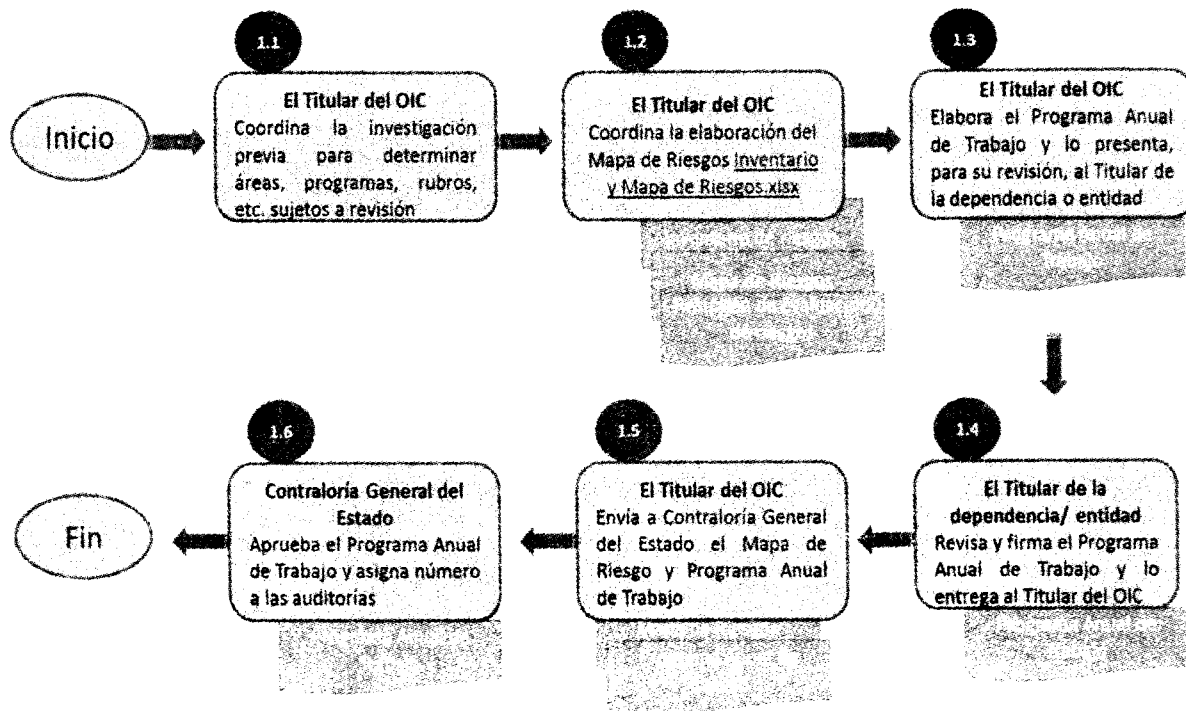 Inicio
1.1
El Titular del OIC
Coordina la investigación
previa para determinar
áreas, programas, rubros,
etc. sujetos a revisión
1.2
El Titular del OIC
Coordina la elaboración del
Mapa de Riesgos Inventario
y Mapa de Riesgos.xlsx
1.3
El Titular del OIC
Elabora el Programa Anual
de Trabajo y lo presenta,
para su revisión, al Titular de
la dependencia o entidad
1.4
El Titular de la
dependencia/ entidad
Revisa y firma el Programa
Anual de Trabajo y lo
entrega al Titular del OIC
1.5
El Titular del OIC
Envía a Contraloría General
del Estado el Mapa de
Riesgo y Programa Anual
de Trabajo
1.6
Contraloría General del
Estado
Aprueba el Programa Anual
de Trabajo y asigna número
a las auditorías
Fin